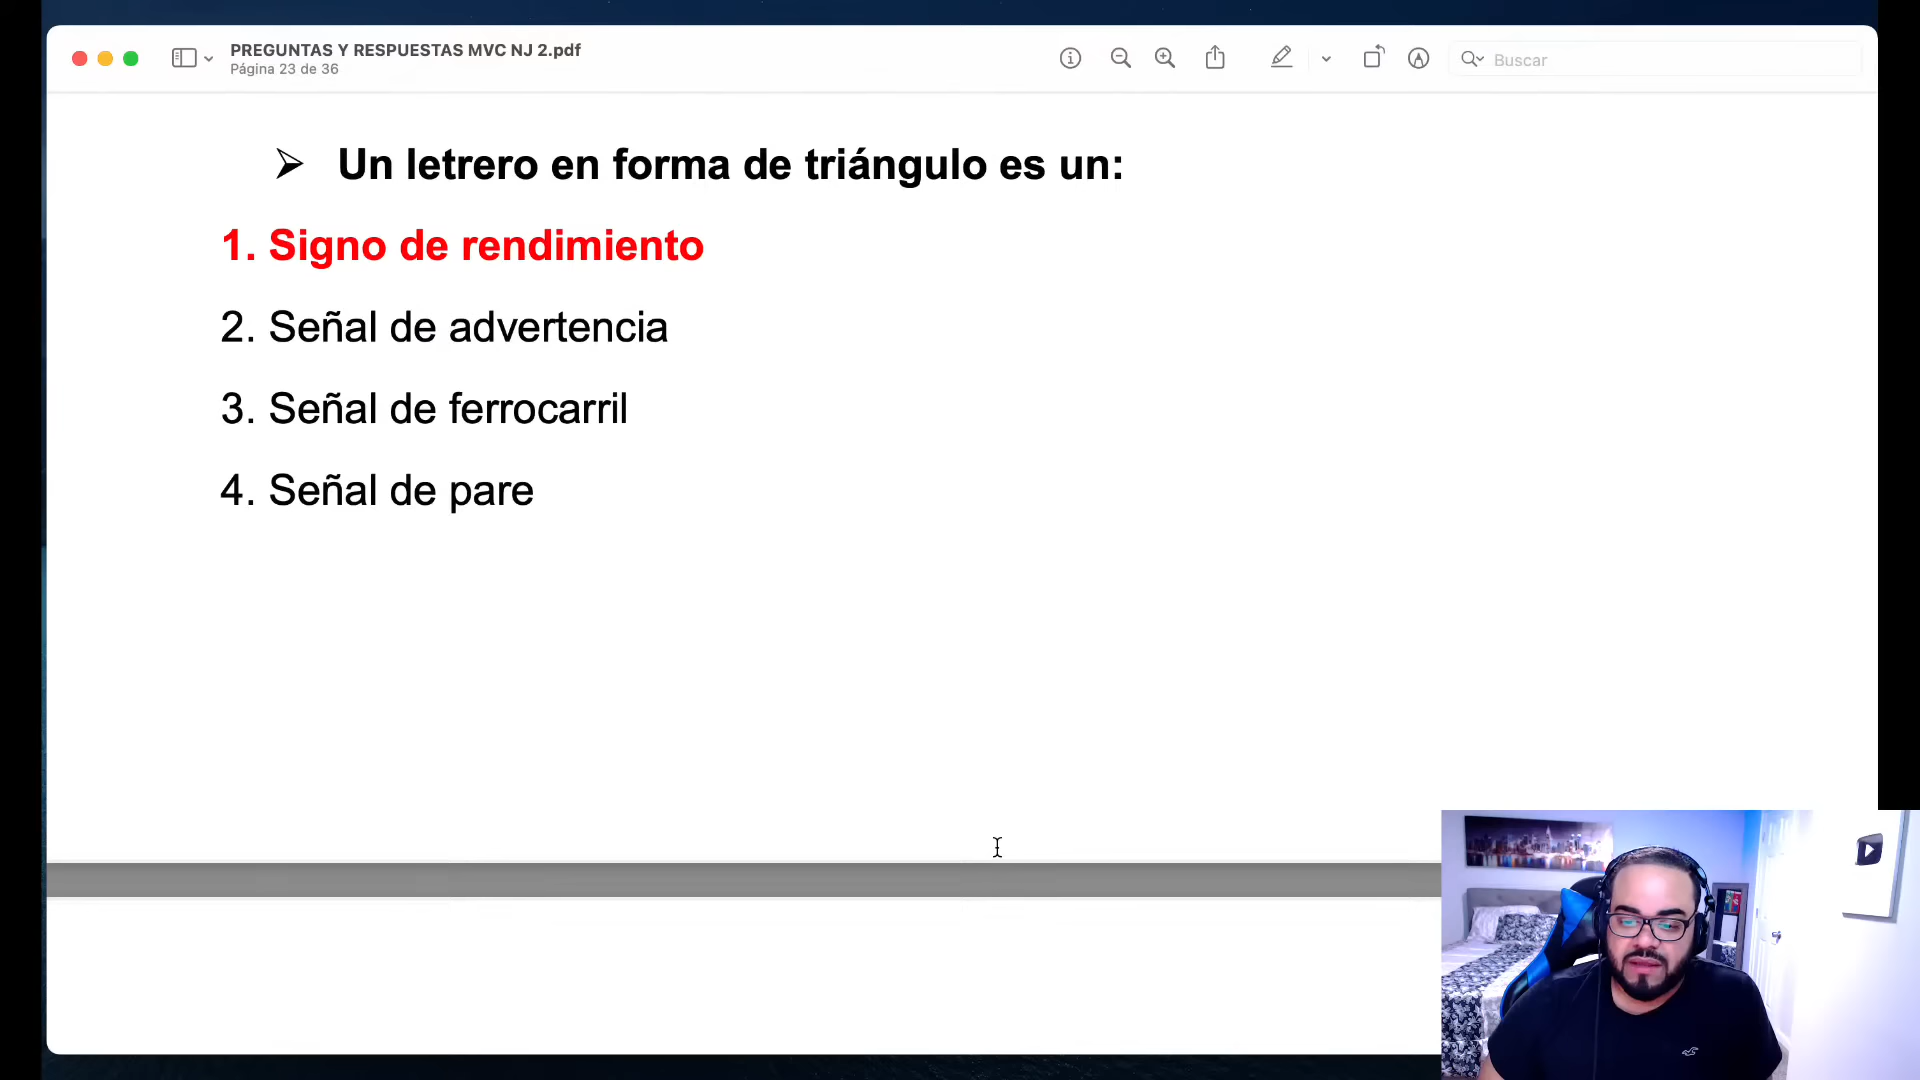 PREGUNTAS Y RESPUESTAS MVC NJ 2.pdf
Página 23 de 36
Buscar
➢ Un letrero en forma de triángulo es un:
1. Signo de rendimiento
2. Señal de advertencia
3. Señal de ferrocarril
4. Señal de pare